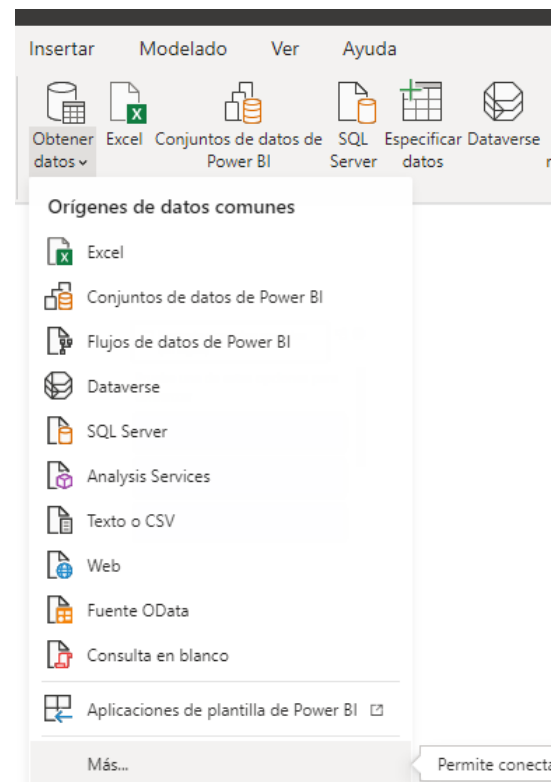 Insertar Modelado Ver Ayuda
Obtener Excel Conjuntos de datos de SQL Especificar Dataverse
datos Power BI Server datos
Orígenes de datos comunes
Excel
Conjuntos de datos de Power BI
Flujos de datos de Power BI
Dataverse
SQL Server
Analysis Services
Texto o CSV
Web
Fuente OData
Consulta en blanco
Aplicaciones de plantilla de Power BI
Más...
Permite